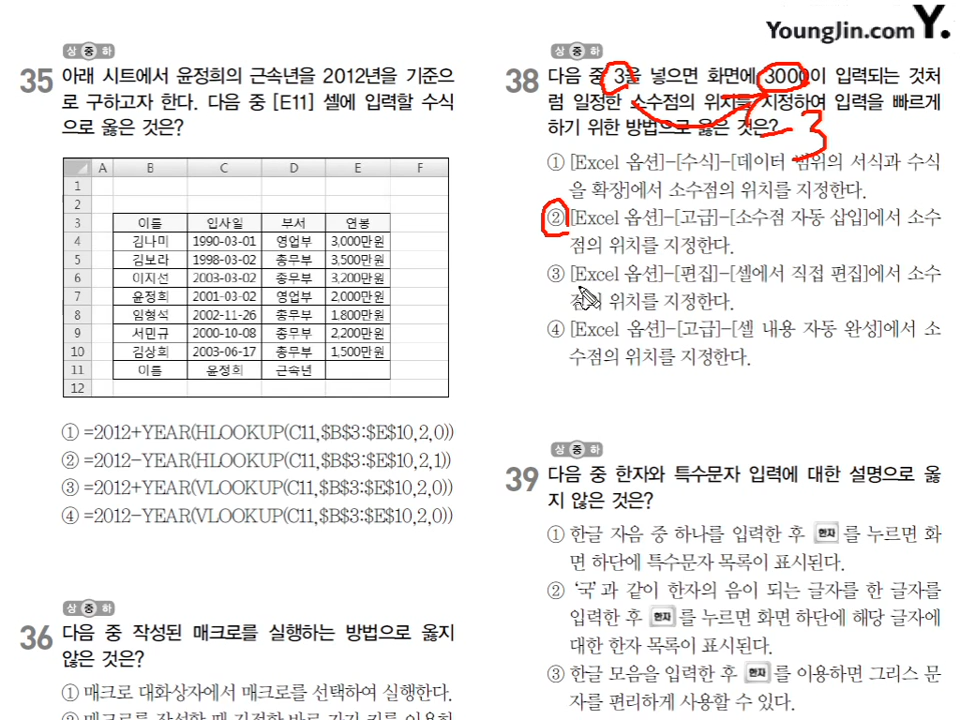 YoungJin.com Y.
상 중 하
35 아래 시트에서 윤정희의 근속년을 2012년을 기준으
로 구하고자 한다. 다음 중 [E11] 셀에 입력할 수식
으로 옳은 것은?
A B C D E F
1
2
3 이름 입사일 부서 연봉
4 김나미 1990-03-01 영업부 3,000만원
5 김보라 1998-03-02 총무부 3,500만원
6 이지선 2003-03-02 총무부 3,200만원
7 윤정희 2001-03-02 영업부 2,000만원
8 임형석 2002-11-26 총무부 1,800만원
9 서민규 2000-10-08 총무부 2,200만원
10 김상희 2003-06-17 총무부 1,500만원
11 이름 윤정희 근속년
12
① =2012+YEAR(HLOOKUP(C11,$B$3:$E$10,2,0))
② =2012-YEAR(HLOOKUP(C11,$B$3:$E$10,2,1))
③ =2012+YEAR(VLOOKUP(C11,$B$3:$E$10,2,0))
④ =2012-YEAR(VLOOKUP(C11,$B$3:$E$10,2,0))
상 중 하
36 다음 중 작성된 매크로를 실행하는 방법으로 옳지
않은 것은?
① 매크로 대화상자에서 매크로를 선택하여 실행한다.
② 매크로를 작성할 때 지정한 바로 가기 키를 이용하
상 중 하
38 다음 중 3을 넣으면 화면에 3000이 입력되는 것처
럼 일정한 소수점의 위치를 지정하여 입력을 빠르게
하기 위한 방법으로 옳은 것은?
-3
① [Excel 옵션]-[수식]-[데이터 범위의 서식과 수식
을 확장]에서 소수점의 위치를 지정한다.
② [Excel 옵션]-[고급]-[소수점 자동 삽입]에서 소수
점의 위치를 지정한다.
③ [Excel 옵션]-[편집]-[셀에서 직접 편집]에서 소수
점의 위치를 지정한다.
④ [Excel 옵션]-[고급]-[셀 내용 자동 완성]에서 소
수점의 위치를 지정한다.
상 중 하
39 다음 중 한자와 특수문자 입력에 대한 설명으로 옳
지 않은 것은?
① 한글 자음 중 하나를 입력한 후 한자 를 누르면 화
면 하단에 특수문자 목록이 표시된다.
② '국'과 같이 한자의 음이 되는 글자를 한 글자를
입력한 후 한자 를 누르면 화면 하단에 해당 글자에
대한 한자 목록이 표시된다.
③ 한글 모음을 입력한 후 한자 를 이용하면 그리스 문
자를 편리하게 사용할 수 있다.